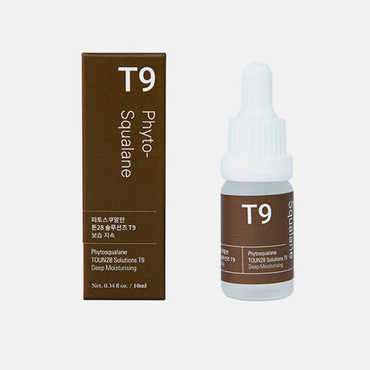 T9
Phyto-
Squalane
피토스쿠알란
톤28 솔루션즈 T9
보습 지속
Phytosqualane
TOUN28 Solutions T9
Deep Moisturising
Net. 0.34 fl.oz. / 10ml
T9
Squalane
Phytosqualane
TOUN28 Solutions T9
Deep Moisturising